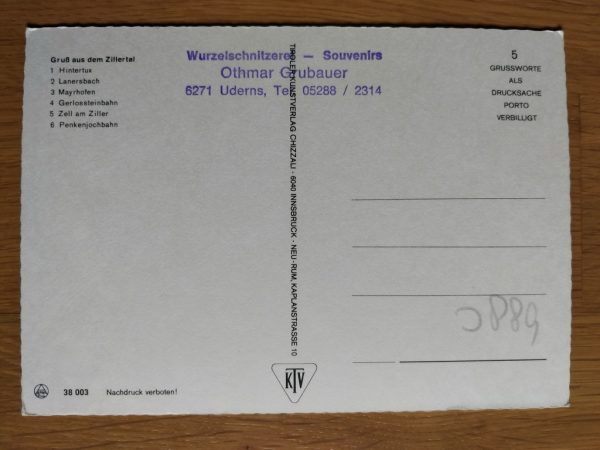 Gruß aus dem Zillertal
1 Hintertux
2 Lanersbach
3 Mayrhofen
4 Gerlossteinbahn
5 Zell am Ziller
6 Penkenjochbahn
Wurzelschnitzerei — Souvenirs
Othmar Grubauer
6271 Uderns, Tel. 05288 / 2314
5
GRUSSWORTE
ALS
DRUCKSACHE
PORTO
VERBILLIGT
TIROLER KUNSTVERLAG CHIZZALI - 6040 INNSBRUCK - NEU-RUM, KAPLANSTRASSE 10
KTV
38 003 Nachdruck verboten!